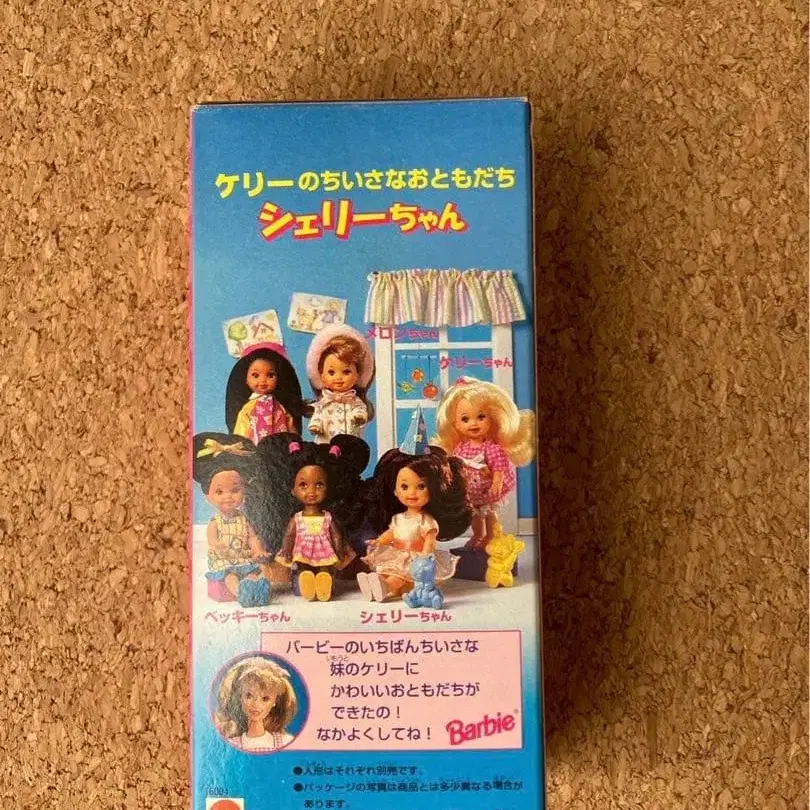 ケリーのちいさなおともだち
シェリーちゃん
メロンちゃん
ケリーちゃん
ベッキーちゃん
シェリーちゃん
バービーのいちばんちいさな
妹のケリーに
かわいいおともだちが
できたの!
なかよくしてね!
Barbie®
●人形はそれぞれ別売です。
●パッケージの写真は商品とは多少異なる場合が
あります。
16004